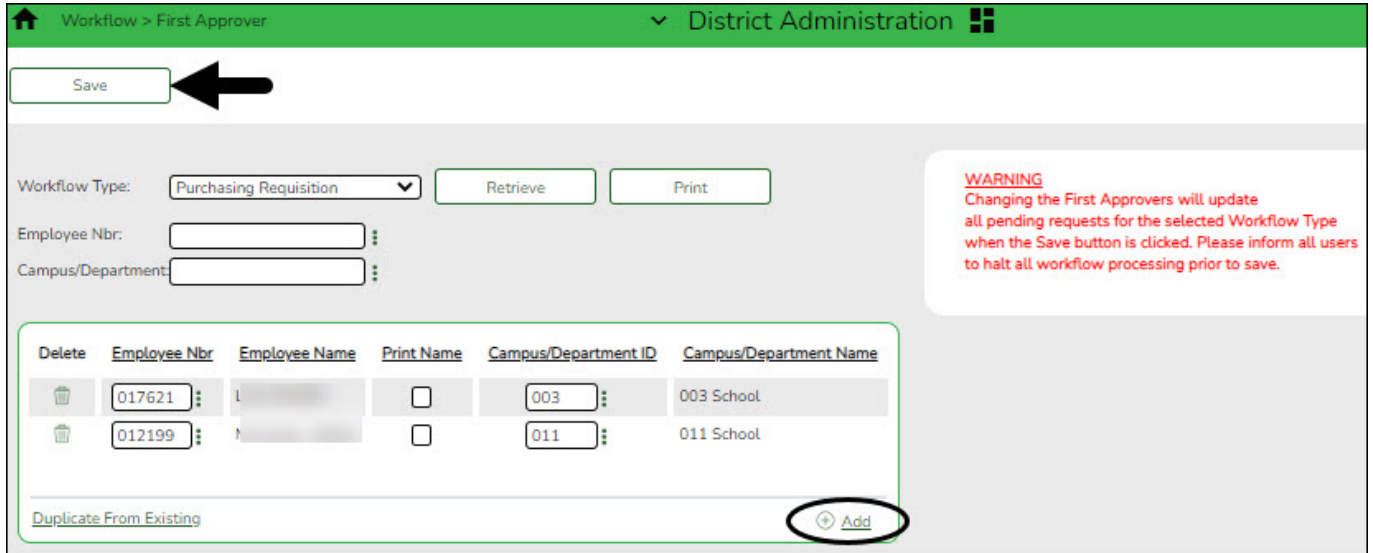 Workflow > First Approver
District Administration
Save
Workflow Type: Purchasing Requisition Retrieve Print
Employee Nbr:
Campus/Department:
WARNING
Changing the First Approvers will update
all pending requests for the selected Workflow Type
when the Save button is clicked. Please inform all users
to halt all workflow processing prior to save.
Delete Employee Nbr Employee Name Print Name Campus/Department ID Campus/Department Name
017621 003 003 School
012199 011 011 School
Duplicate From Existing Add